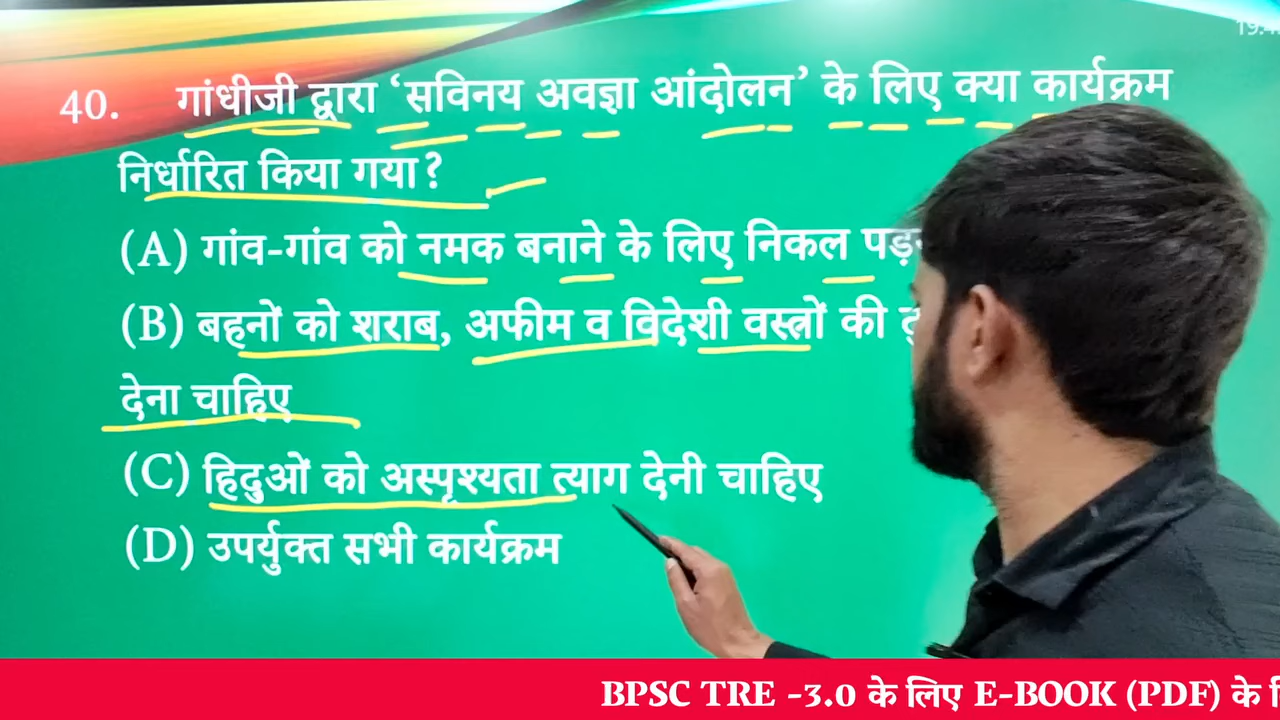 40. गांधीजी द्वारा ‘सविनय अवज्ञा आंदोलन’ के लिए क्या कार्यक्रम
निर्धारित किया गया?
(A) गांव-गांव को नमक बनाने के लिए निकल
(B) बहनों को शराब, अफीम व विदेशी वस्त्रों की
देना चाहिए
(C) हिदुओं को अस्पृश्यता त्याग देनी चाहिए
(D) उपर्युक्त सभी कार्यक्रम
BPSC TRE -3.0 के लिए E-BOOK (PDF) के